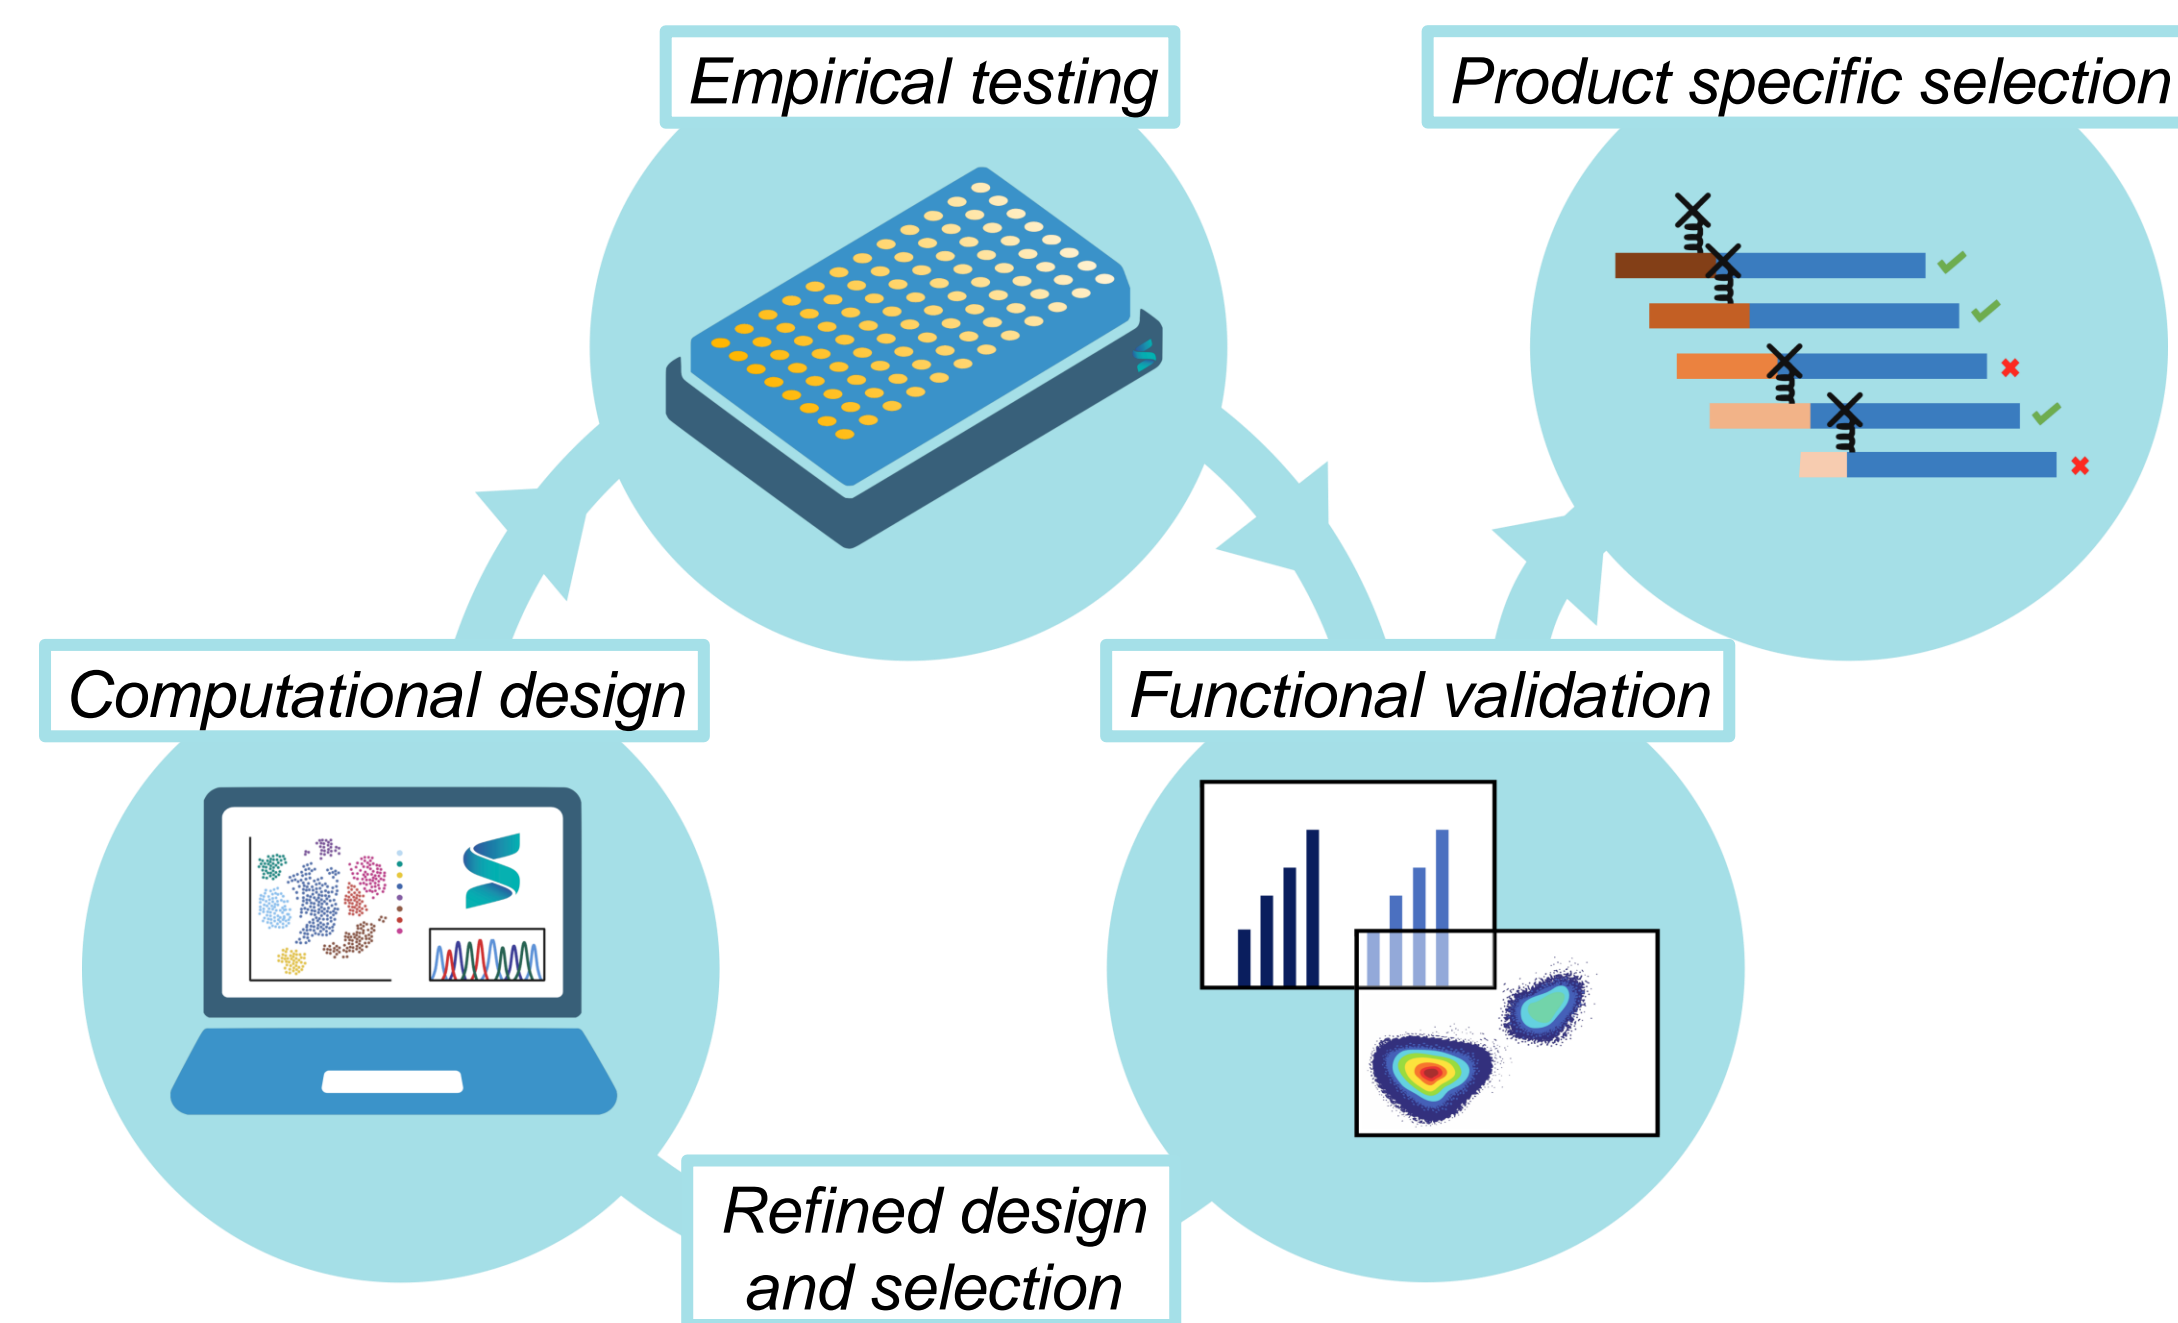 Empirical testing
Product specific selection
Computational design
Functional validation
Refined design
and selection